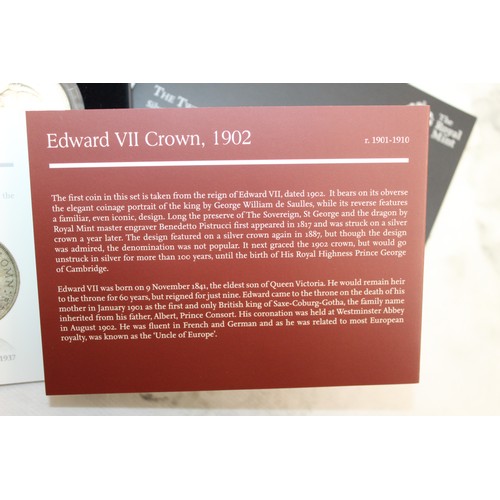 The Tw
The
Royal
Mint
Edward VII Crown, 1902
r. 1901-1910
The first coin in this set is taken from the reign of Edward VII, dated 1902. It bears on its obverse
the elegant coinage portrait of the king by George William de Saulles, while its reverse features
a familiar, even iconic, design. Long the preserve of The Sovereign, St George and the dragon by
Royal Mint master engraver Benedetto Pistrucci first appeared in 1817 and was struck on a silver
crown a year later. The design featured on a silver crown again in 1887, but though the design
was admired, the denomination was not popular. It next graced the 1902 crown, but would go
unstruck in silver for more than 100 years, until the birth of His Royal Highness Prince George
of Cambridge.
Edward VII was born on 9 November 1841, the eldest son of Queen Victoria. He would remain heir
to the throne for 60 years, but reigned for just nine. Edward came to the throne on the death of his
mother in January 1901 as the first and only British king of Saxe-Coburg-Gotha, the family name
inherited from his father, Albert, Prince Consort. His coronation was held at Westminster Abbey
in August 1902. He was fluent in French and German and as he was related to most European
royalty, was known as the 'Uncle of Europe'.
the
1937